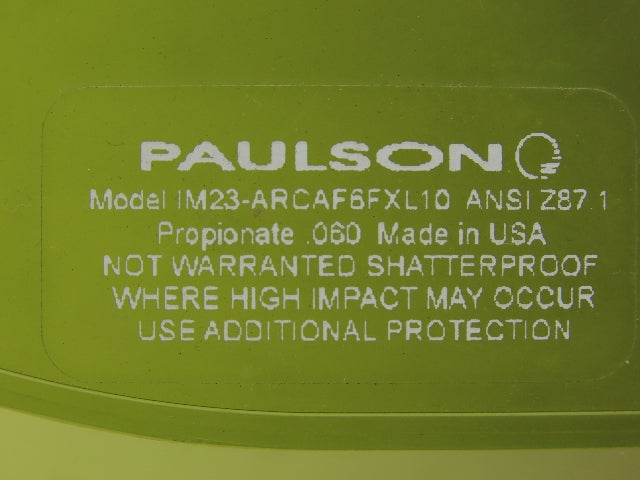 PAULSON
Model IM23-ARCAF6FXL10 ANSI Z87.1
Propionate .060 Made in USA
NOT WARRANTED SHATTERPROOF
WHERE HIGH IMPACT MAY OCCUR
USE ADDITIONAL PROTECTION